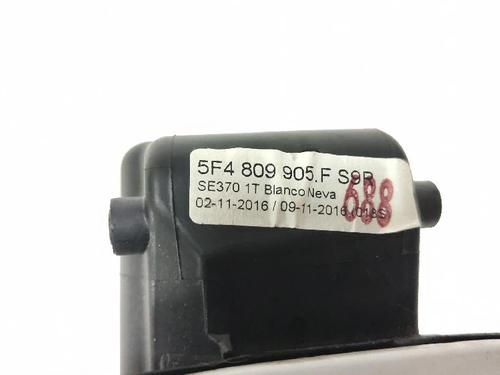 5F4 809 905.F S9R
SE370 1T Blanco Neva
02-11-2016 / 09-11-2016
688